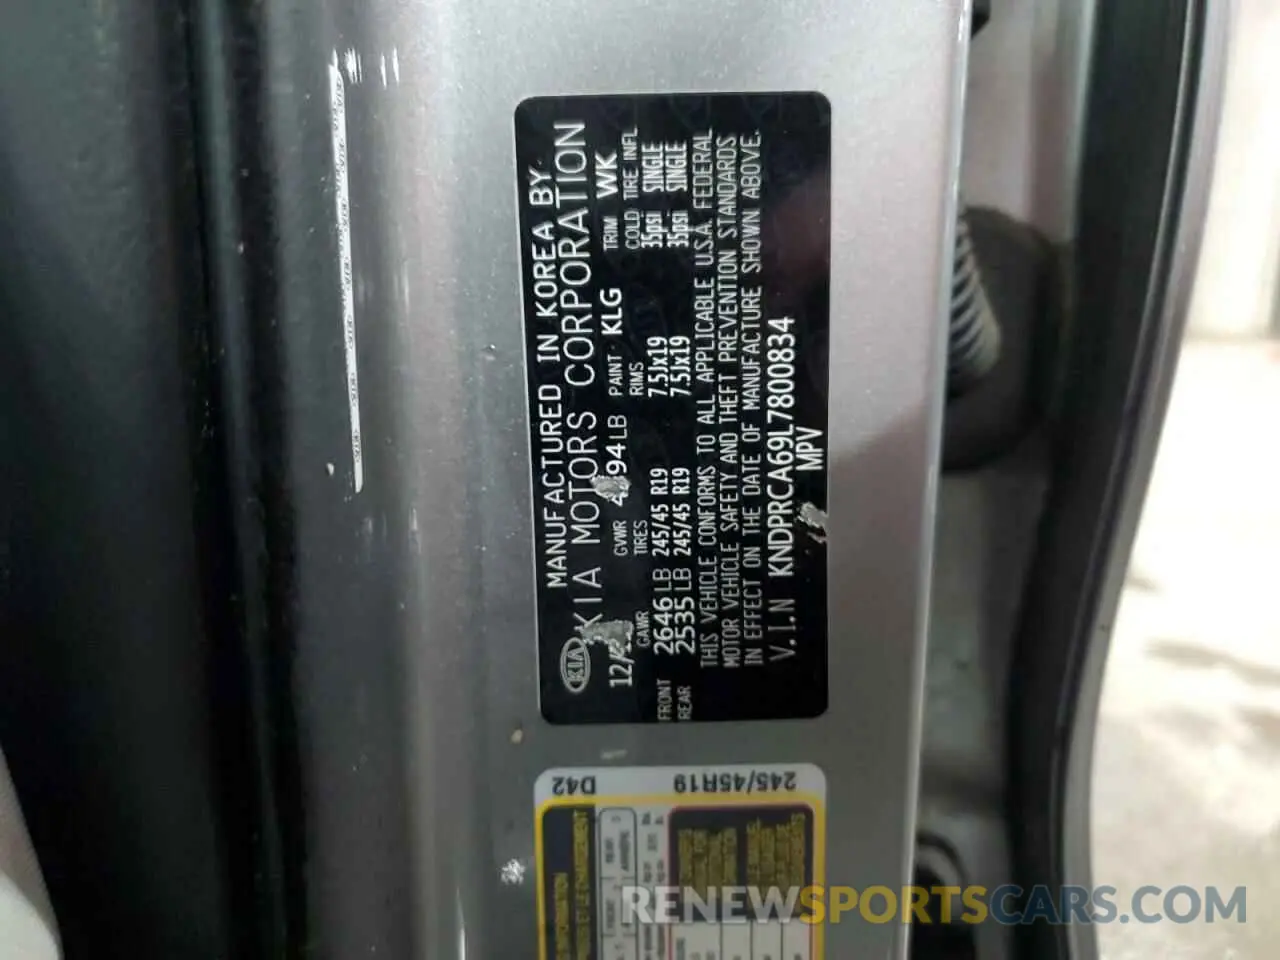 MANUFACTURED IN KOREA BY
KIA KIA MOTORS CORPORATION
GVWR LB PAINT KLG TRIM WK
GAWR TIRES RIMS COLD TIRE INFL
FRONT 2646 LB 245/45 R19 7.5Jx19 35psi SINGLE
REAR 2535 LB 245/45 R19 7.5Jx19 35psi SINGLE
THIS VEHICLE CONFORMS TO ALL APPLICABLE U.S.A. FEDERAL
MOTOR VEHICLE SAFETY AND THEFT PREVENTION STANDARDS
IN EFFECT ON THE DATE OF MANUFACTURE SHOWN ABOVE.
V.I.N KNDPRCA69L7800834
MPV
D42
245/45R19
RENEWSPORTSCARS.COM